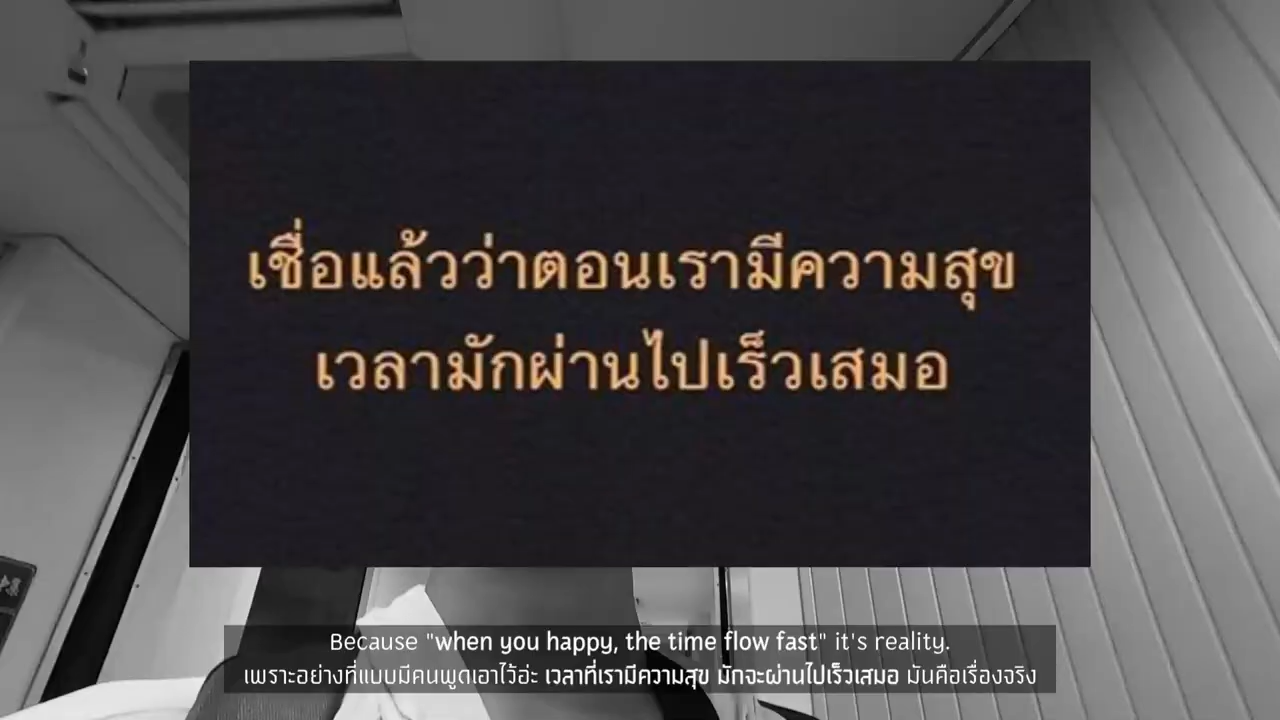 เชื่อแล้วว่าตอนเรามีความสุข
เวลามักผ่านไปเร็วเสมอ
Because "when you happy, the time flow fast" it's reality.
เพราะอย่างที่แบบมีคนพูดเอาไว้อ่ะ เวลาที่เรามีความสุข มักจะผ่านไปเร็วเสมอ มันคือเรื่องจริง